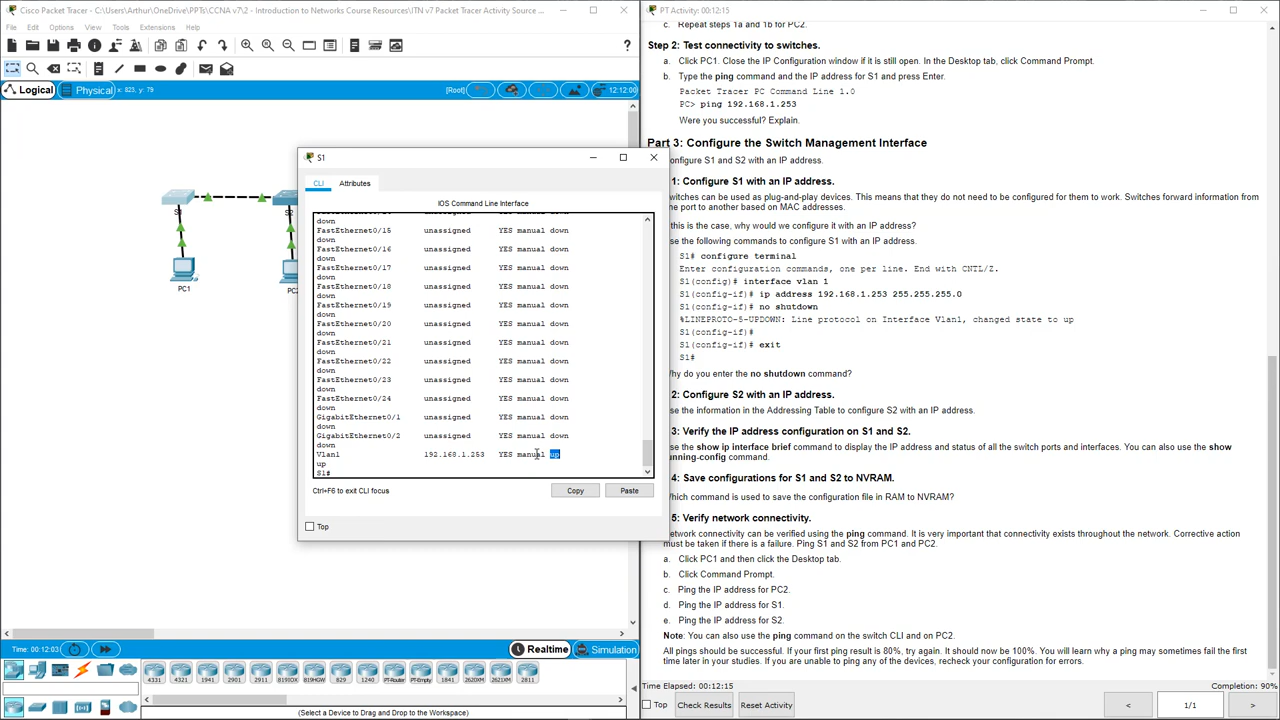 Cisco Packet Tracer - C:\Users\Arthur\OneDrive\PPTs\CCNA v7\2 - Introduction to Networks Course Resources\ITN v7 Packet Tracer Activity Source ...
File Edit View Tools Extensions Help
Logical
Physical
x: 823, y: 79
[Root]
12:12:00
S2
PC1
PC2
S1
CLI
Attributes
IOS Command Line Interface
down
FastEthernet0/15 unassigned YES manual down
down
FastEthernet0/16 unassigned YES manual down
down
FastEthernet0/17 unassigned YES manual down
down
FastEthernet0/18 unassigned YES manual down
down
FastEthernet0/19 unassigned YES manual down
down
FastEthernet0/20 unassigned YES manual down
down
FastEthernet0/21 unassigned YES manual down
down
FastEthernet0/22 unassigned YES manual down
down
FastEthernet0/23 unassigned YES manual down
down
FastEthernet0/24 unassigned YES manual down
down
GigabitEthernet0/1 unassigned YES manual down
down
GigabitEthernet0/2 unassigned YES manual down
down
Vlan1 192.168.1.253 YES manual up
up
S1#
Ctrl+F6 to exit CLI focus
Copy
Paste
Top
Time: 00:12:03
Realtime
Simulation
4331 4321 1941 2901 2911 819IOX 819HGW 829 1240 PT-Router PT-Empty 1841 2620XM 2621XM 2811
(Select a Device to Drag and Drop to the Workspace)
PT Activity: 00:12:15
c. Repeat steps 1a and 1b for PC2.
Step 2: Test connectivity to switches.
a. Click PC1. Close the IP Configuration window if it is still open. In the Desktop tab, click Command Prompt.
b. Type the ping command and the IP address for S1 and press Enter.
Packet Tracer PC Command Line 1.0
PC> ping 192.168.1.253
Were you successful? Explain.
Part 3: Configure the Switch Management Interface
onfigure S1 and S2 with an IP address.
1: Configure S1 with an IP address.
witches can be used as plug-and-play devices. This means that they do not need to be configured for them to work. Switches forward information from
ne port to another based on MAC addresses.
this is the case, why would we configure it with an IP address?
se the following commands to configure S1 with an IP address.
S1# configure terminal
Enter configuration commands, one per line. End with CNTL/Z.
S1(config)# interface vlan 1
S1(config-if)# ip address 192.168.1.253 255.255.255.0
S1(config-if)# no shutdown
%LINEPROTO-5-UPDOWN: Line protocol on Interface Vlan1, changed state to up
S1(config-if)#
S1(config-if)# exit
S1#
hy do you enter the no shutdown command?
2: Configure S2 with an IP address.
se the information in the Addressing Table to configure S2 with an IP address.
3: Verify the IP address configuration on S1 and S2.
se the show ip interface brief command to display the IP address and status of all the switch ports and interfaces. You can also use the show
unning-config command.
4: Save configurations for S1 and S2 to NVRAM.
hich command is used to save the configuration file in RAM to NVRAM?
5: Verify network connectivity.
etwork connectivity can be verified using the ping command. It is very important that connectivity exists throughout the network. Corrective action
must be taken if there is a failure. Ping S1 and S2 from PC1 and PC2.
a. Click PC1 and then click the Desktop tab.
b. Click Command Prompt.
c. Ping the IP address for PC2.
d. Ping the IP address for S1.
e. Ping the IP address for S2.
Note: You can also use the ping command on the switch CLI and on PC2.
All pings should be successful. If your first ping result is 80%, try again. It should now be 100%. You will learn why a ping may sometimes fail the first
time later in your studies. If you are unable to ping any of the devices, recheck your configuration for errors.
Time Elapsed: 00:12:15
Completion: 90%
Top
Check Results
Reset Activity
<
1/1
>